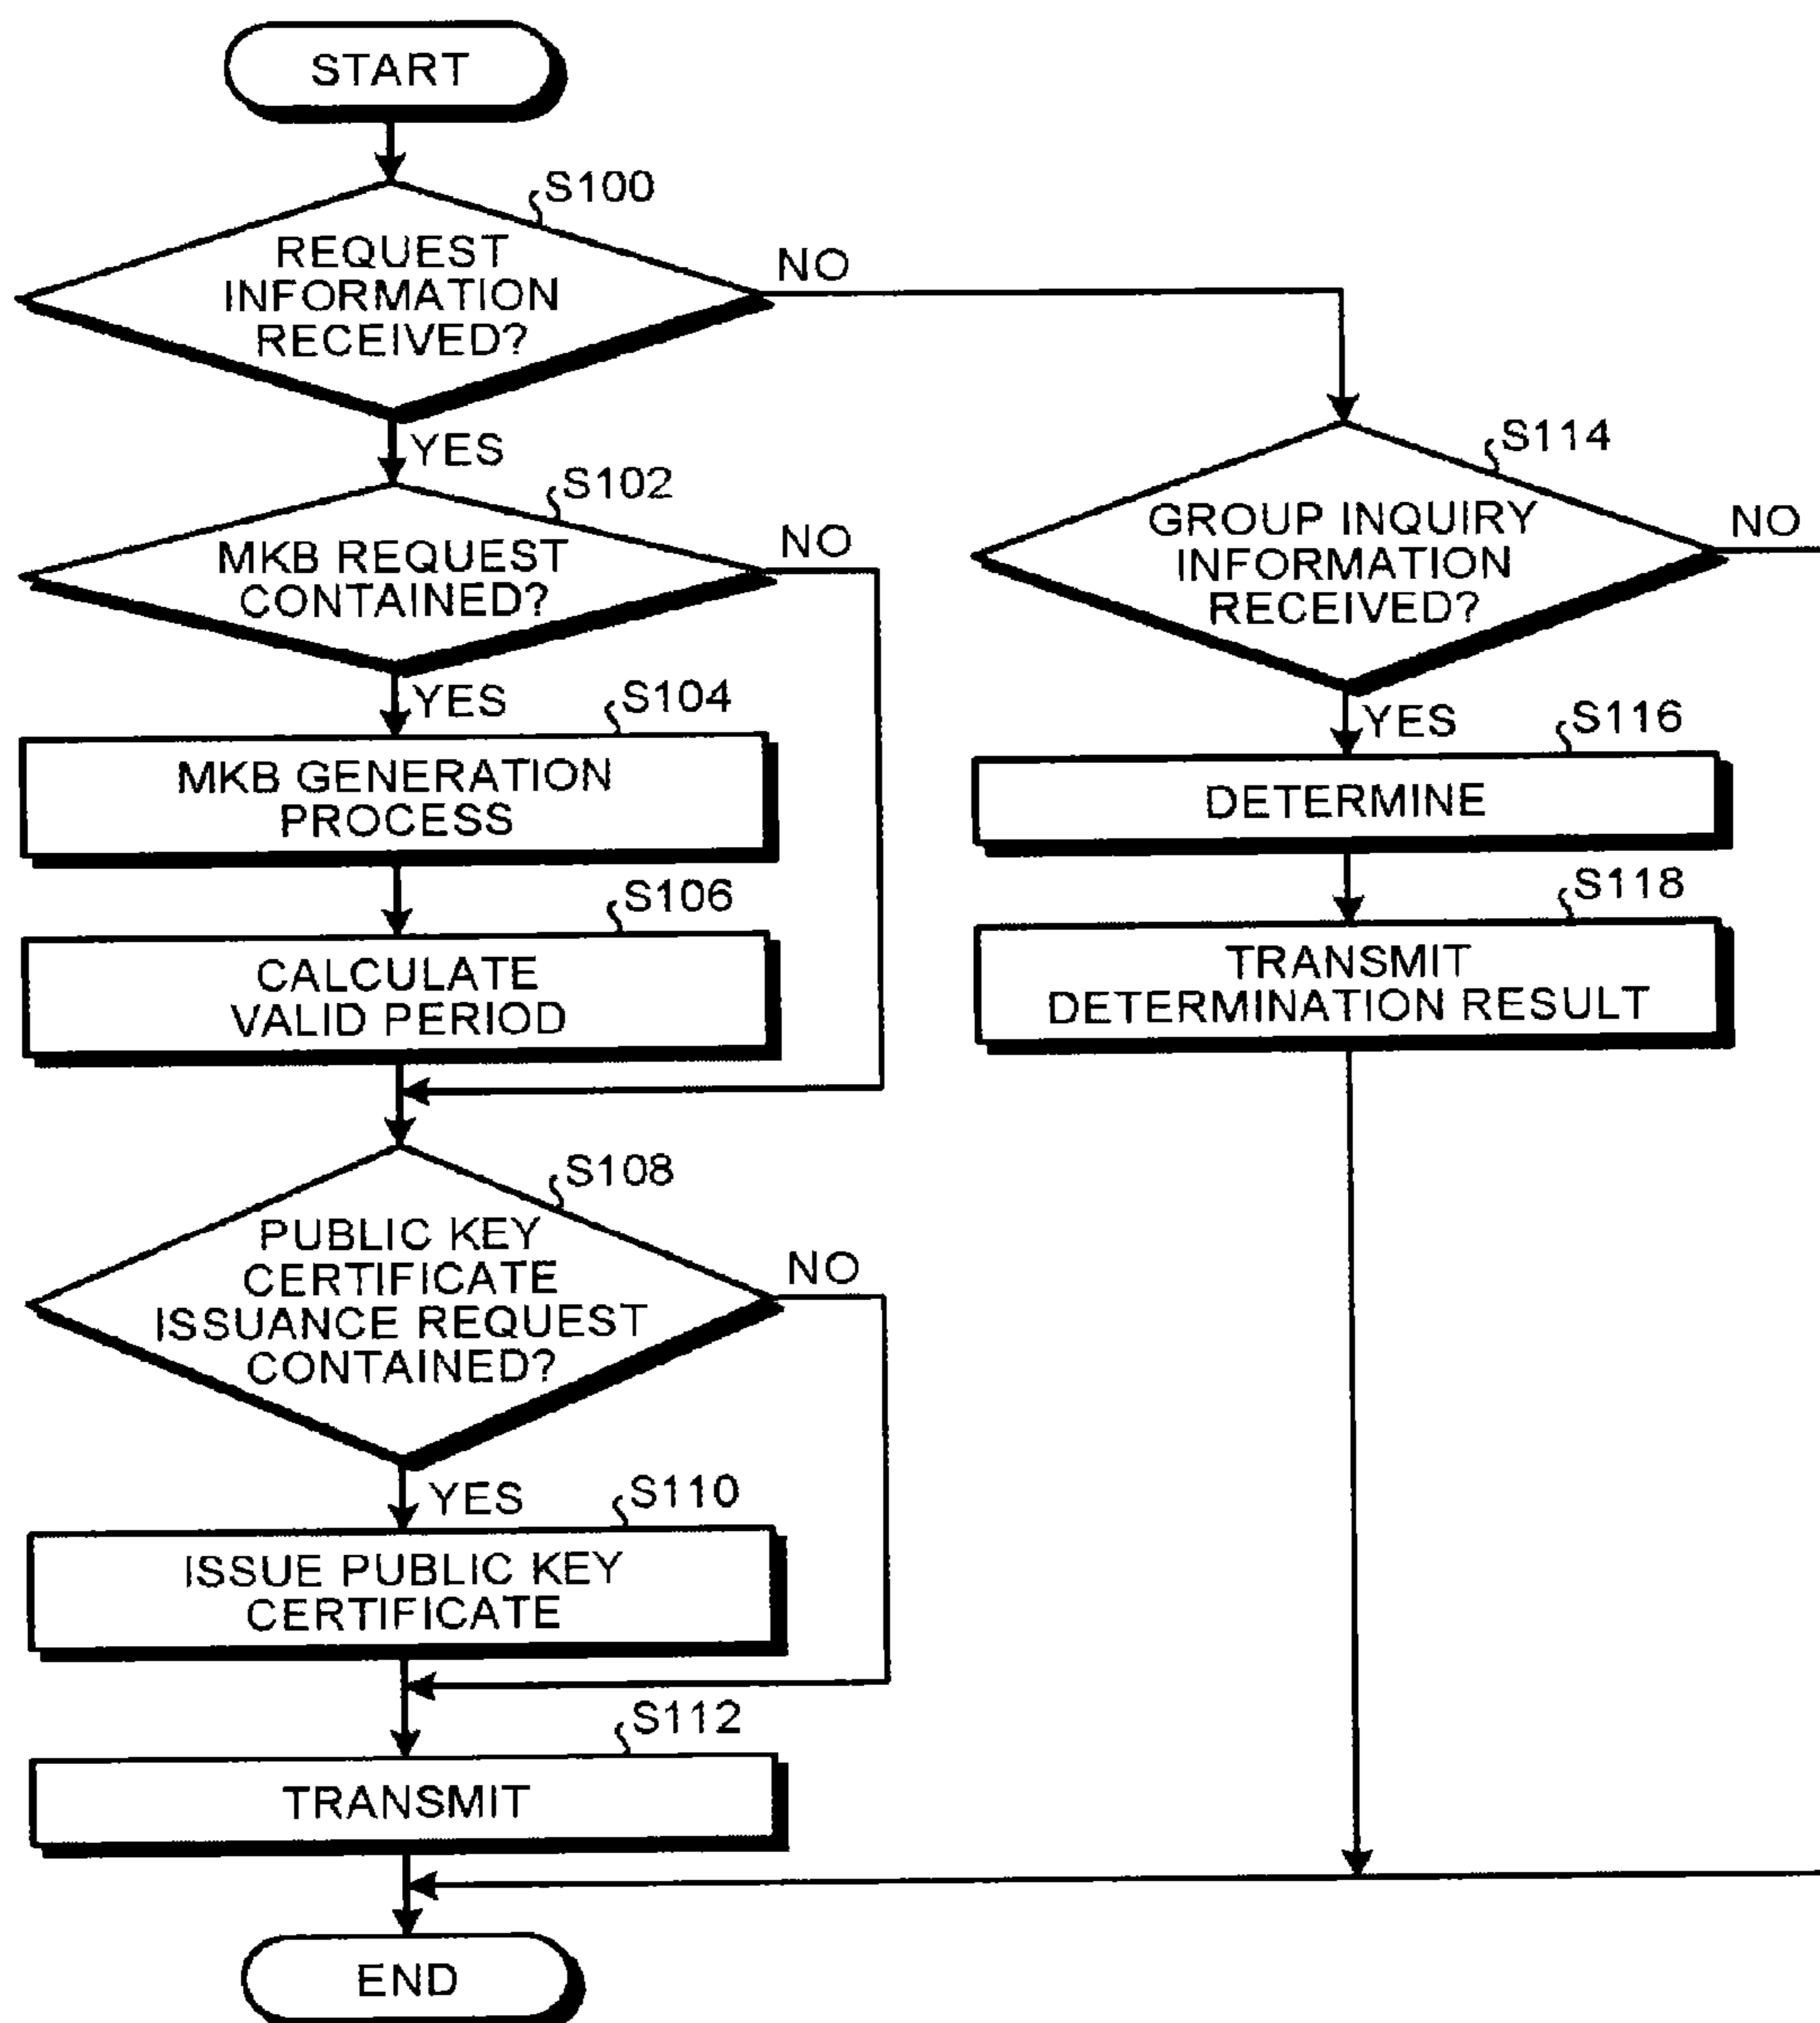 START
S100
REQUEST
INFORMATION
RECEIVED?
NO
YES
S102
MKB REQUEST
CONTAINED?
NO
YES
S104
MKB GENERATION
PROCESS
S106
CALCULATE
VALID PERIOD
S108
PUBLIC KEY
CERTIFICATE
ISSUANCE REQUEST
CONTAINED?
NO
YES
S110
ISSUE PUBLIC KEY
CERTIFICATE
S112
TRANSMIT
END
S114
GROUP INQUIRY
INFORMATION
RECEIVED?
NO
YES
S116
DETERMINE
S118
TRANSMIT
DETERMINATION RESULT